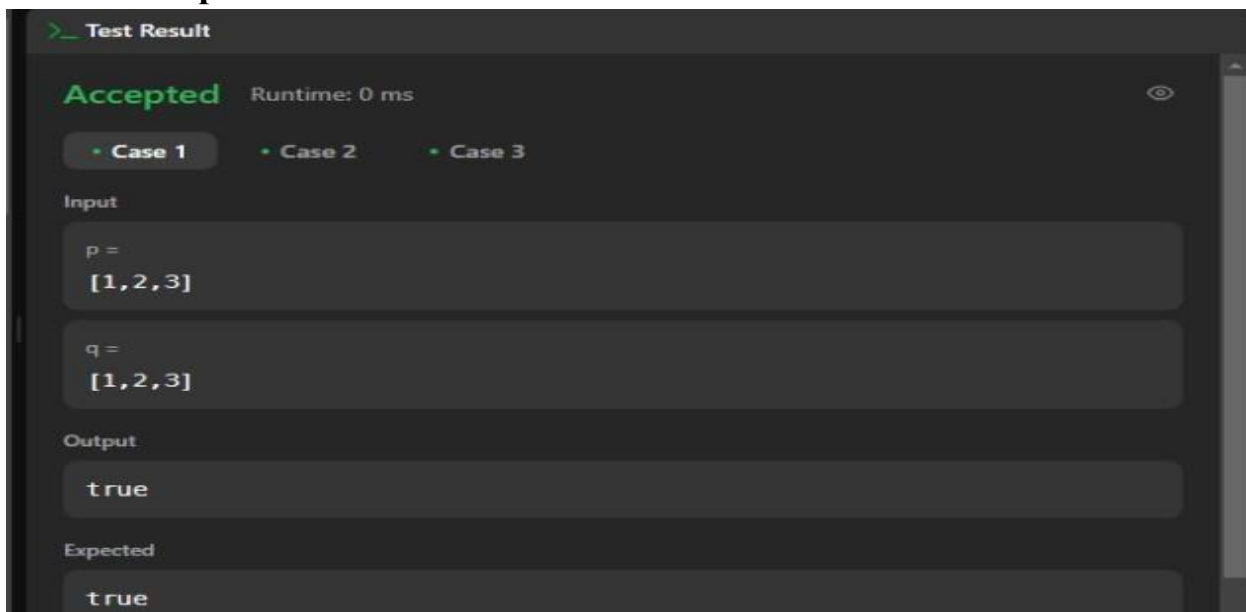 >_ Test Result
Accepted Runtime: 0 ms
• Case 1 • Case 2 • Case 3
Input
p =
[1,2,3]
q =
[1,2,3]
Output
true
Expected
true